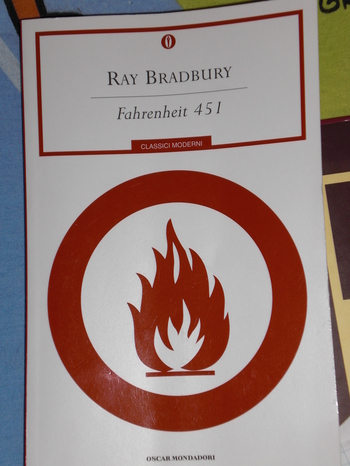 RAY BRADBURY
Fahrenheit 451
CLASSICI MODERNI
OSCAR MONDADORI